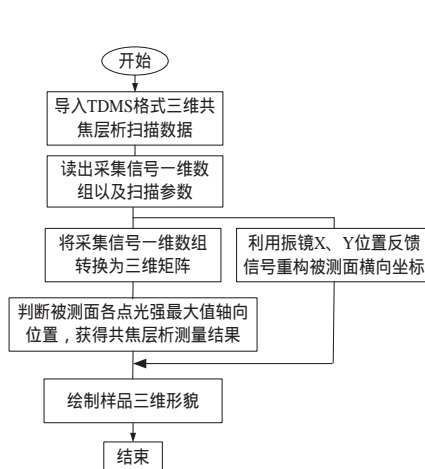 开始
导入TDMS格式三维共
焦层析扫描数据
读出采集信号一维数
组以及扫描参数
将采集信号一维数组
转换为三维矩阵
利用振镜X、Y位置反馈
信号重构被测面横向坐标
判断被测面各点光强最大值轴向
位置，获得共焦层析测量结果
绘制样品三维形貌
结束